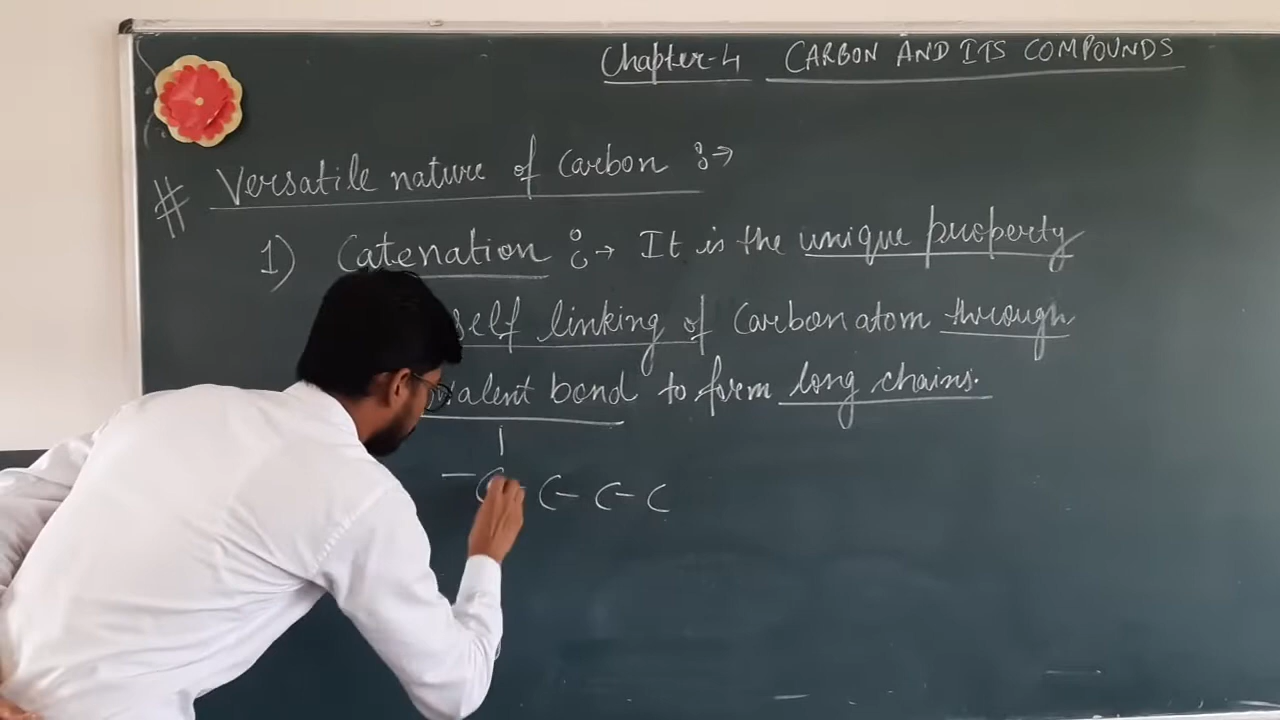 Chapter-4 CARBON AND ITS COMPOUNDS
# Versatile nature of Carbon :→
1) Catenation :→ It is the unique property
self linking of Carbon atom through
valent bond to form long chains.
— C - C - C - C